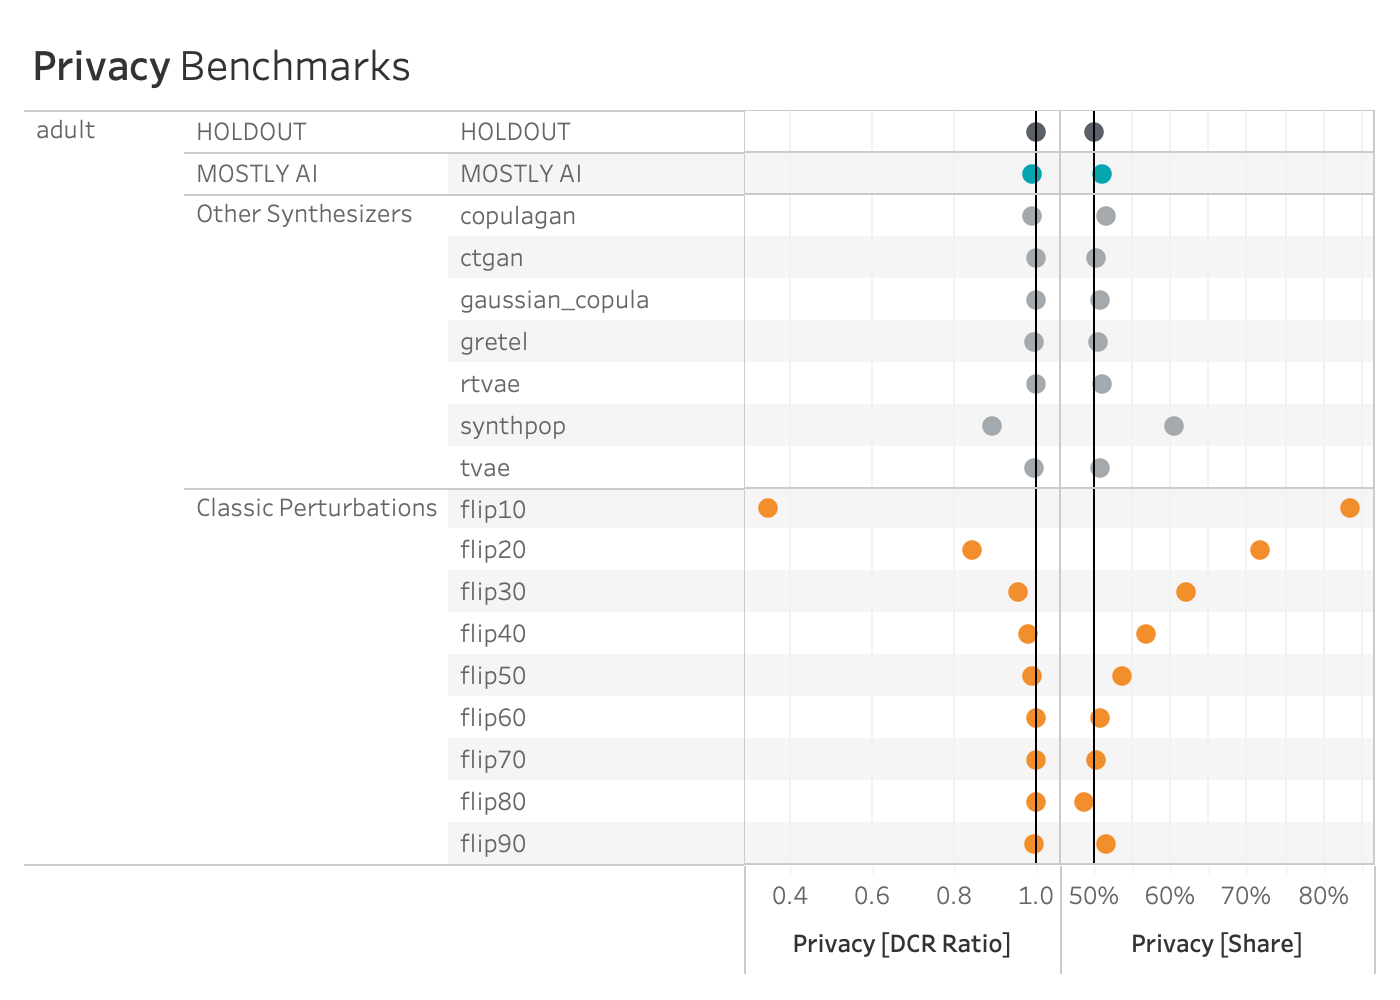 Privacy Benchmarks
adult HOLDOUT HOLDOUT
MOSTLY AI MOSTLY AI
Other Synthesizers copulagan
ctgan
gaussian_copula
gretel
rtvae
synthpop
tvae
Classic Perturbations flip10
flip20
flip30
flip40
flip50
flip60
flip70
flip80
flip90
0.4 0.6 0.8 1.0 50% 60% 70% 80%
Privacy [DCR Ratio] Privacy [Share]